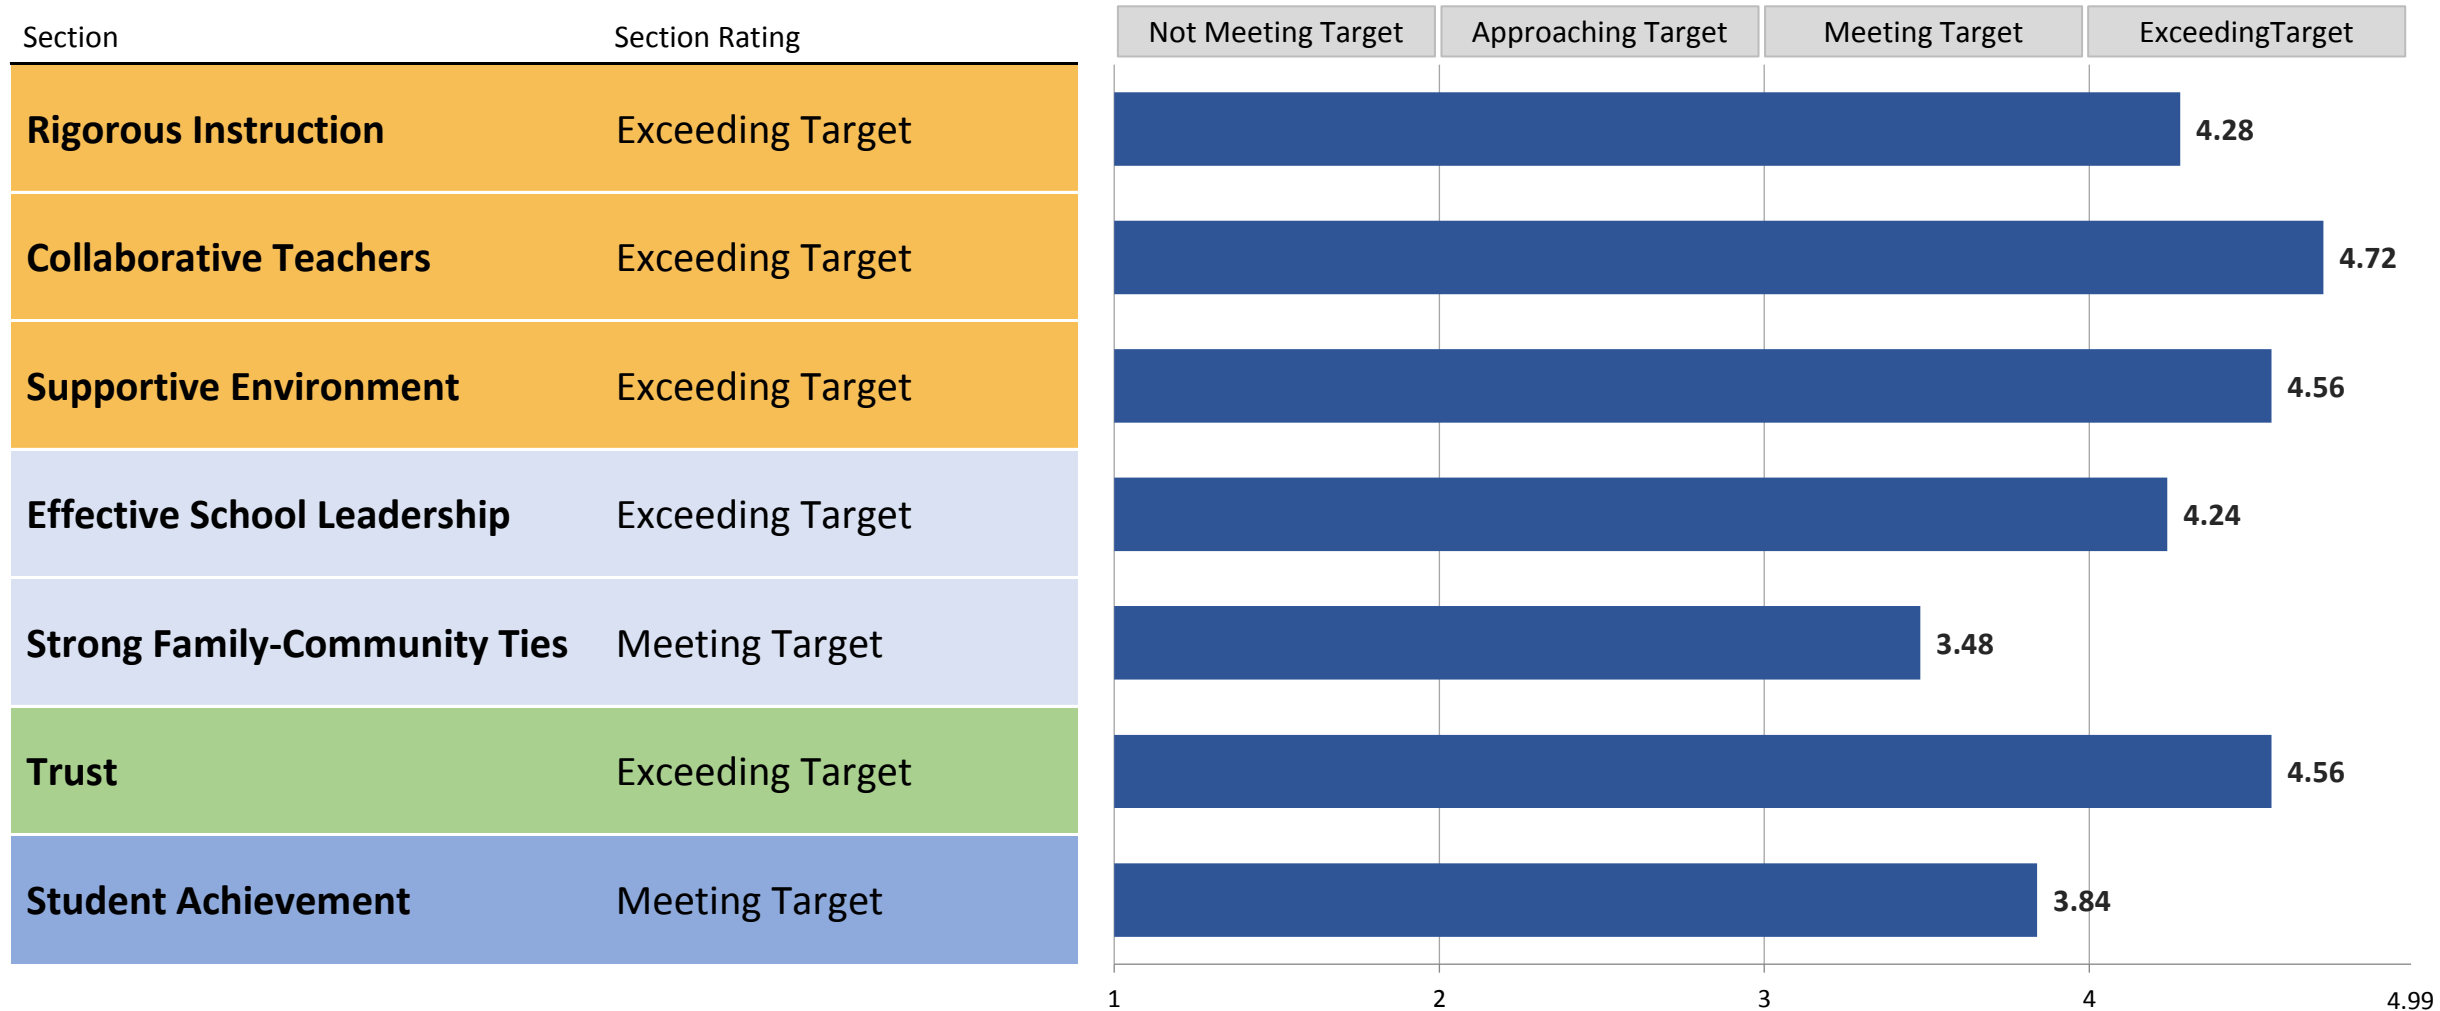 Section Section Rating Not Meeting Target Approaching Target Meeting Target ExceedingTarget
Rigorous Instruction Exceeding Target 4.28
Collaborative Teachers Exceeding Target 4.72
Supportive Environment Exceeding Target 4.56
Effective School Leadership Exceeding Target 4.24
Strong Family-Community Ties Meeting Target 3.48
Trust Exceeding Target 4.56
Student Achievement Meeting Target 3.84
1 2 3 4 4.99